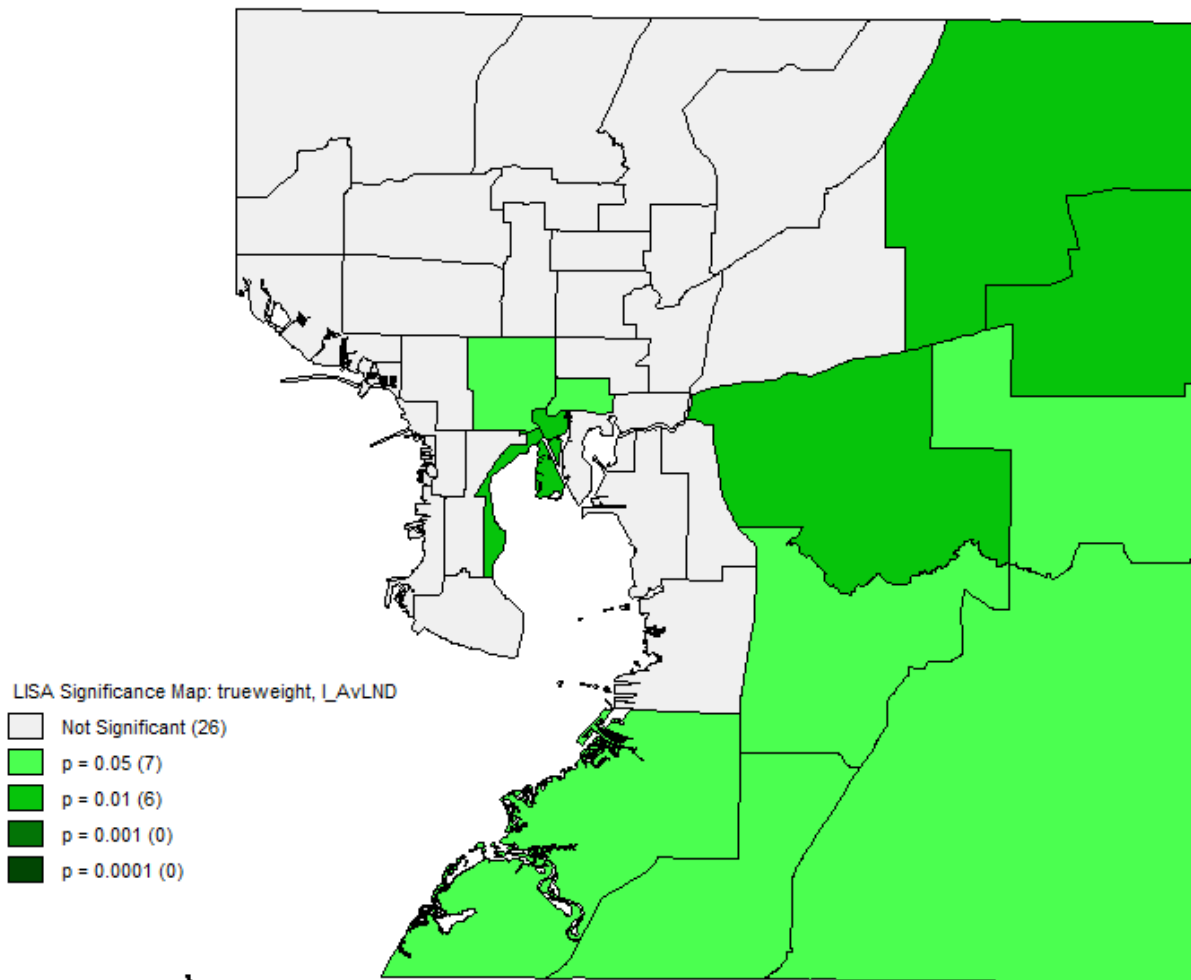 LISA Significance Map: trueweight, I_AvLND
Not Significant (26)
p = 0.05 (7)
p = 0.01 (6)
p = 0.001 (0)
p = 0.0001 (0)